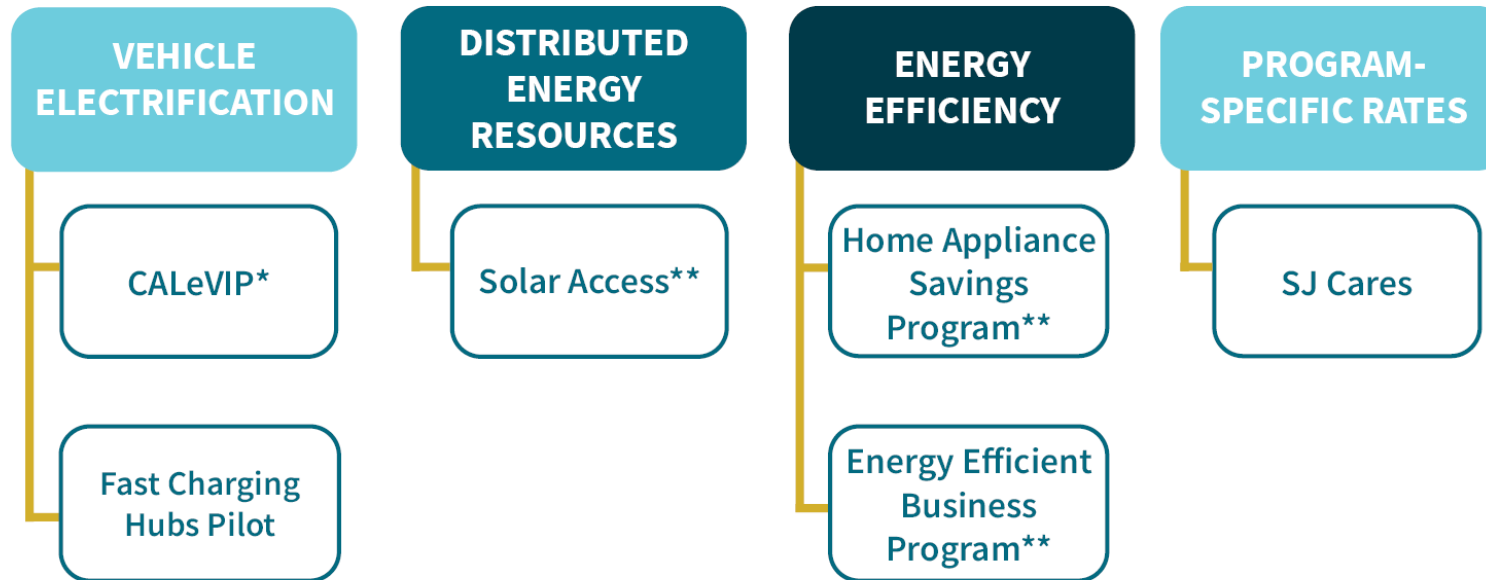 VEHICLE
ELECTRIFICATION
CALeVIP*
Fast Charging
Hubs Pilot
DISTRIBUTED
ENERGY
RESOURCES
Solar Access**
ENERGY
EFFICIENCY
Home Appliance
Savings
Program**
Energy Efficient
Business
Program**
PROGRAM-
SPECIFIC RATES
SJ Cares